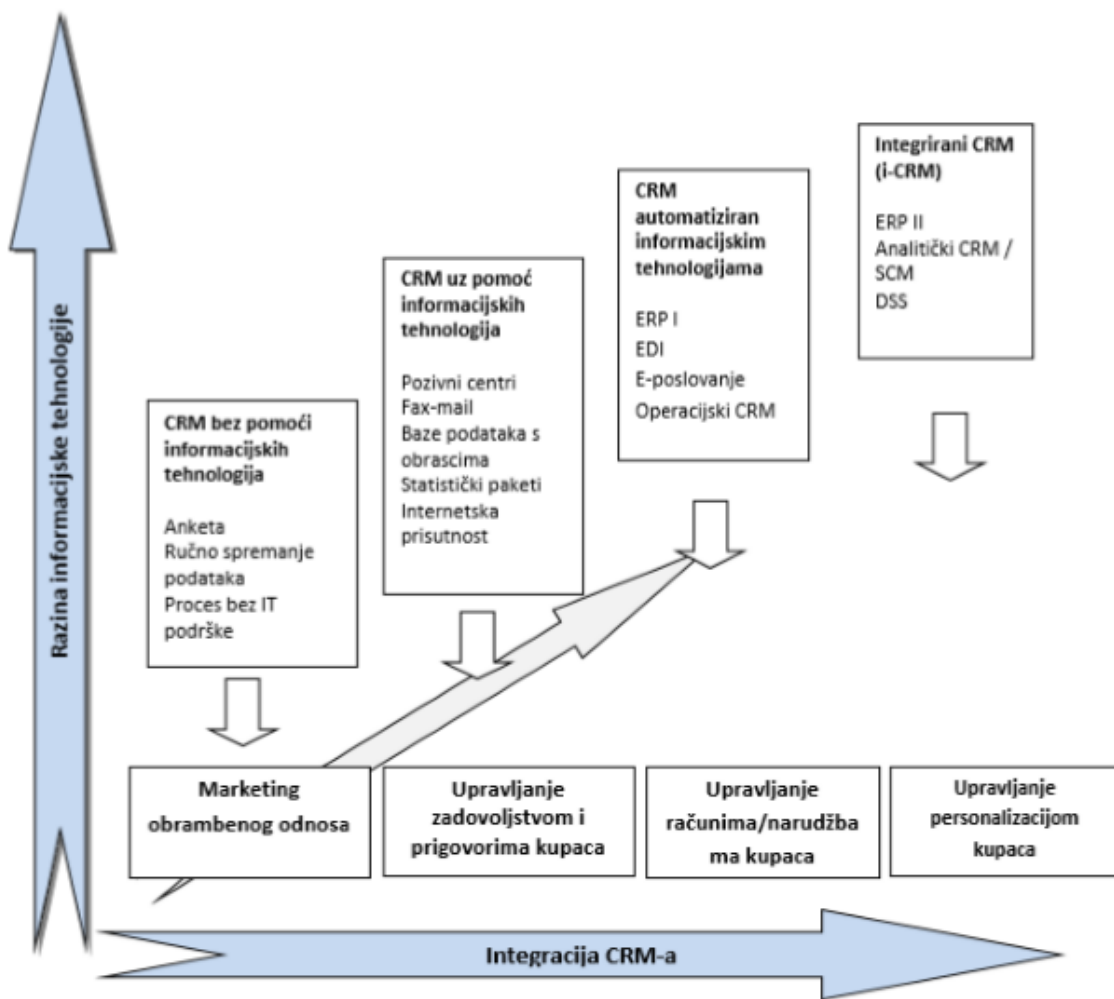 Razina informacijske tehnologije
CRM bez pomoći
informacijskih
tehnologija
Anketa
Ručno spremanje
podataka
Proces bez IT
podrške
CRM uz pomoć
informacijskih
tehnologija
Pozivni centri
Fax-mail
Baze podataka s
obrascima
Statistički paketi
Internetska
prisutnost
CRM
automatiziran
informacijskim
tehnologijama
ERP I
EDI
E-poslovanje
Operacijski CRM
Integrirani CRM
(i-CRM)
ERP II
Analitički CRM /
SCM
DSS
Marketing
obrambenog odnosa
Upravljanje
zadovoljstvom i
prigovorima kupaca
Upravljanje
računima/narudžba
ma kupaca
Upravljanje
personalizacijom
kupaca
Integracija CRM-a